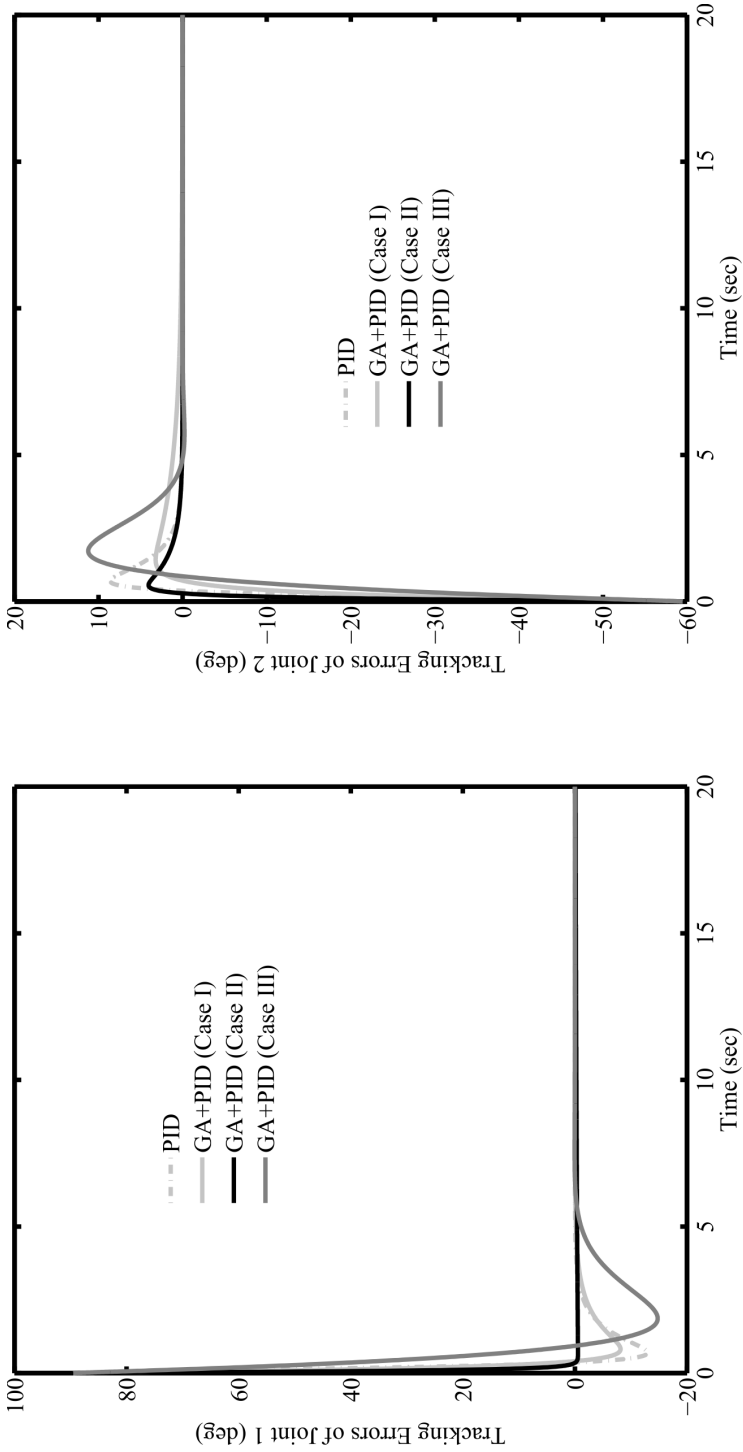 100
80
60
40
20
0
−20
0
5
10
15
20
Tracking Errors of Joint 1 (deg)
Time (sec)
PID
GA+PID (Case I)
GA+PID (Case II)
GA+PID (Case III)
20
10
0
−10
−20
−30
−40
−50
−60
0
5
10
15
20
Tracking Errors of Joint 2 (deg)
Time (sec)
PID
GA+PID (Case I)
GA+PID (Case II)
GA+PID (Case III)